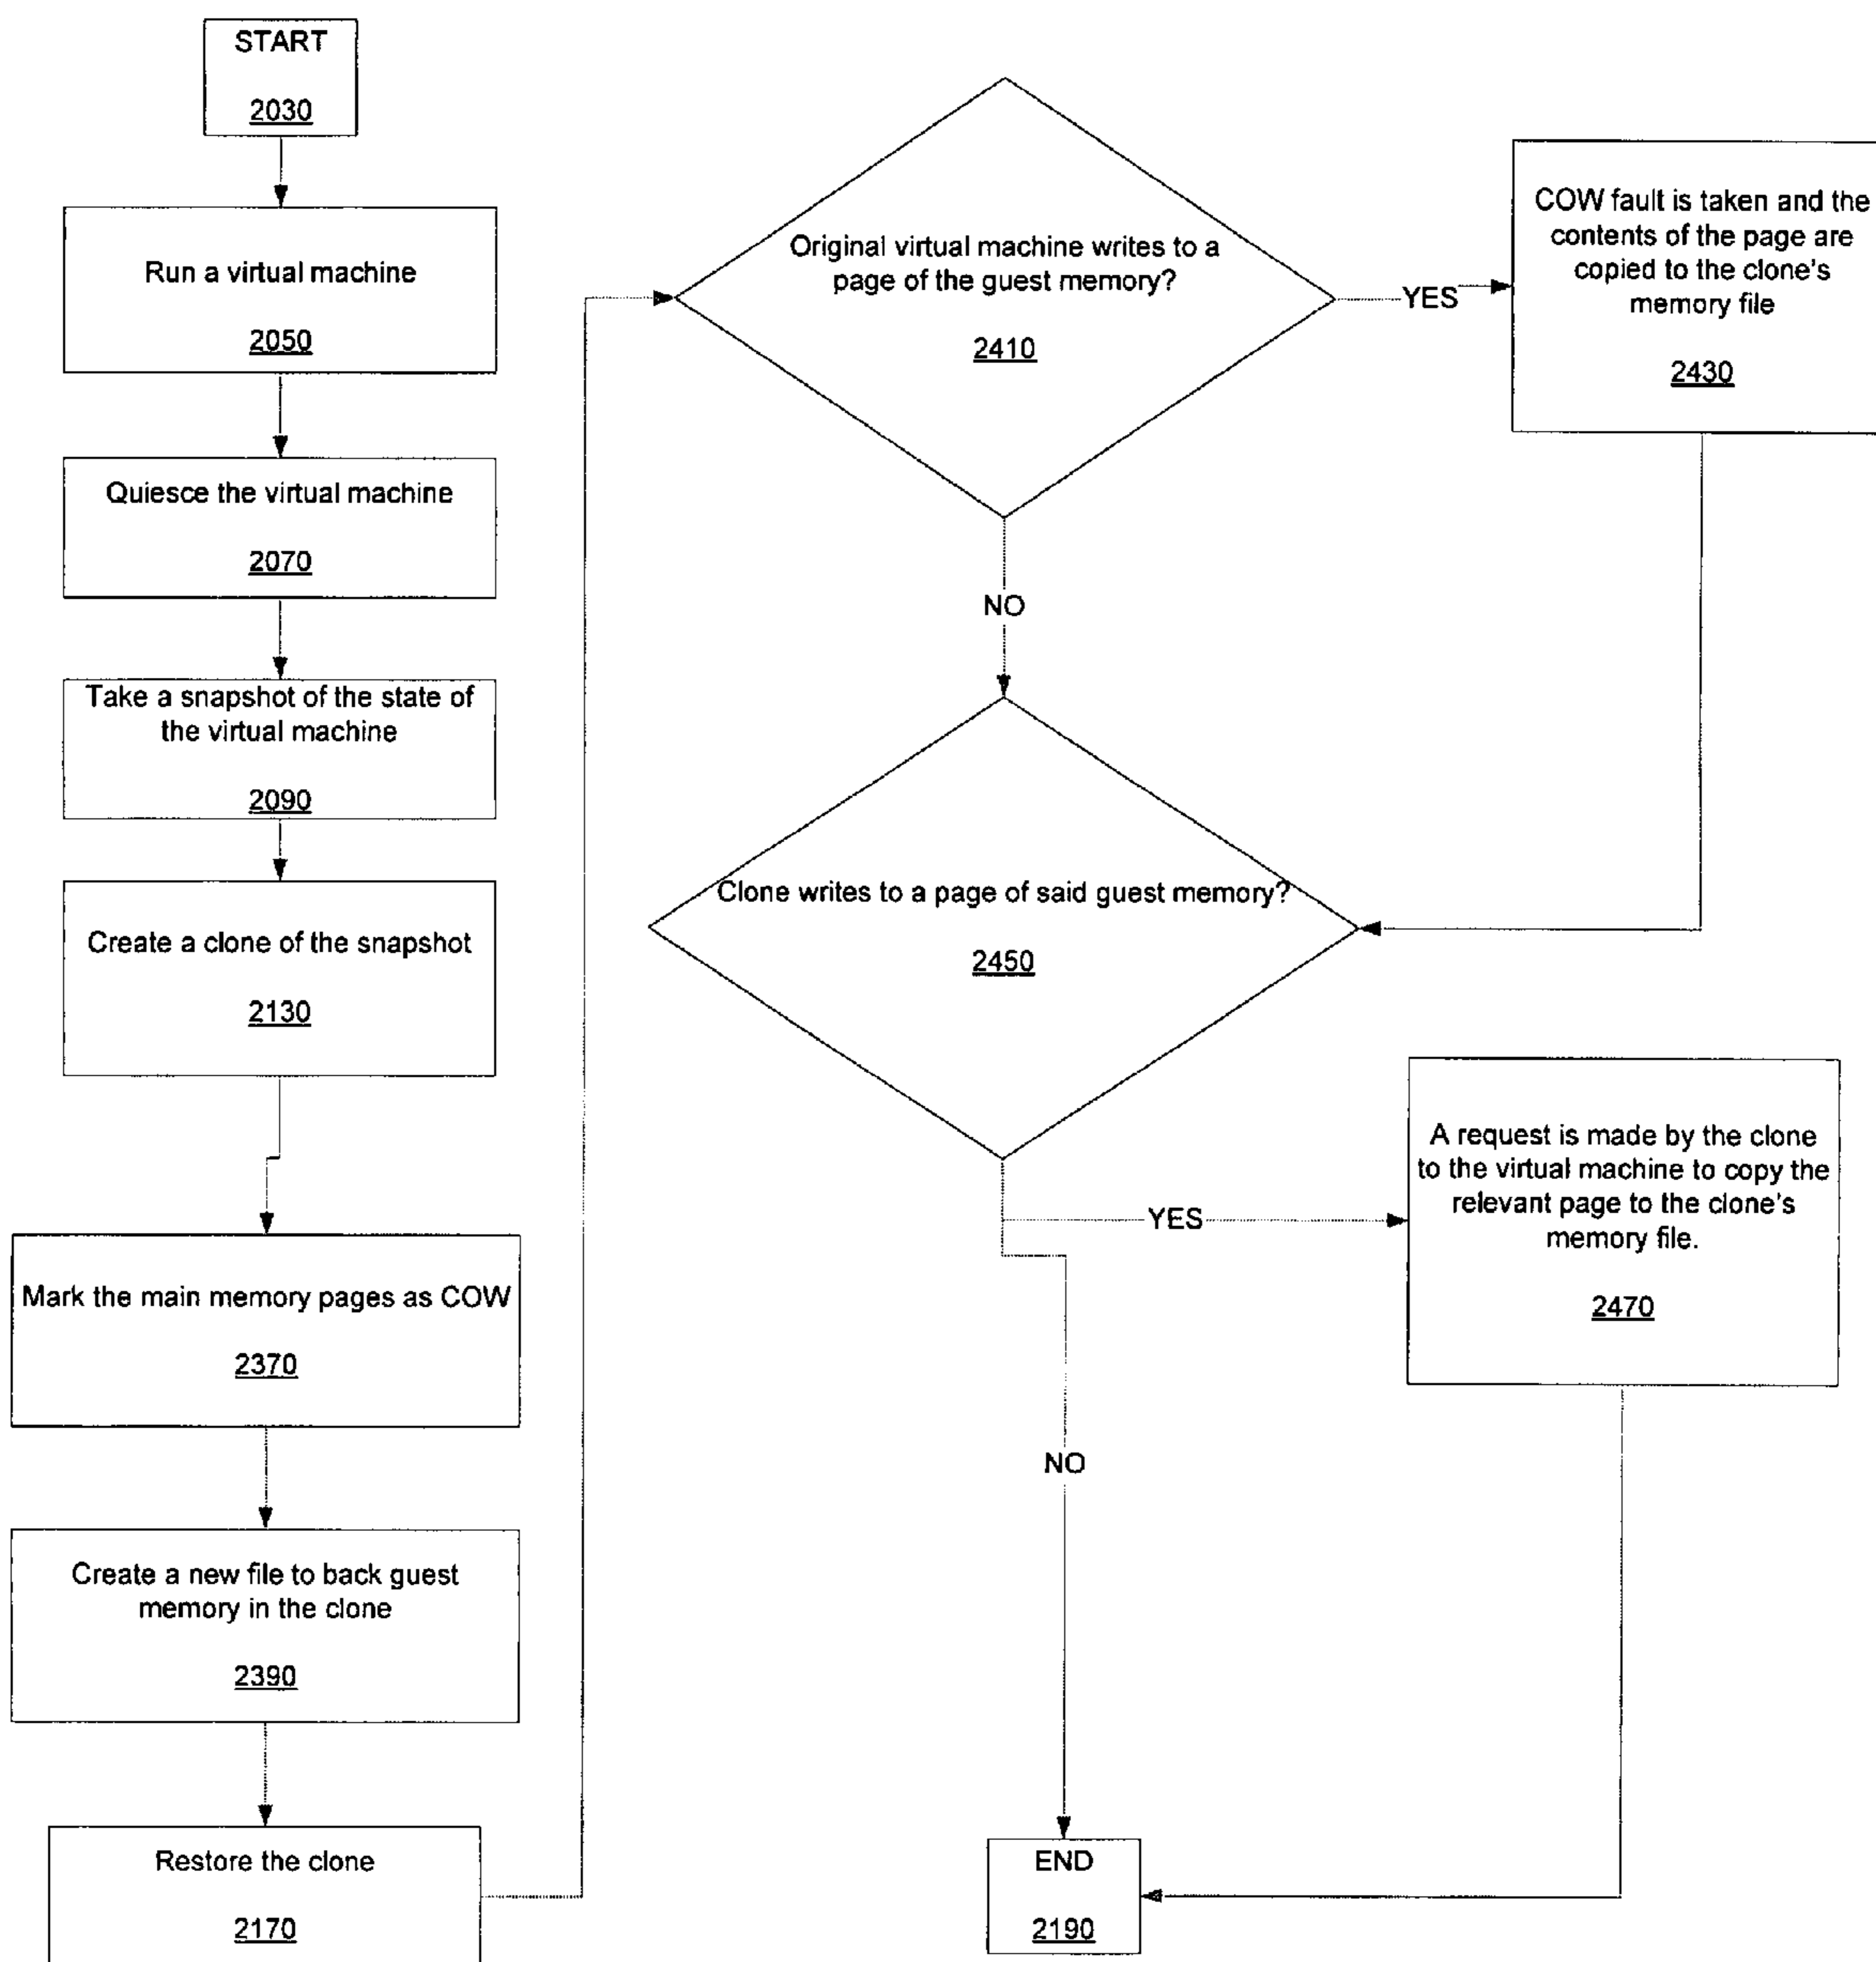 START
2030
Run a virtual machine
2050
Quiesce the virtual machine
2070
Take a snapshot of the state of
the virtual machine
2090
Create a clone of the snapshot
2130
Mark the main memory pages as COW
2370
Create a new file to back guest
memory in the clone
2390
Restore the clone
2170
Original virtual machine writes to a
page of the guest memory?
2410
YES
COW fault is taken and the
contents of the page are
copied to the clone's
memory file
2430
NO
Clone writes to a page of said guest memory?
2450
YES
A request is made by the clone
to the virtual machine to copy the
relevant page to the clone's
memory file.
2470
NO
END
2190